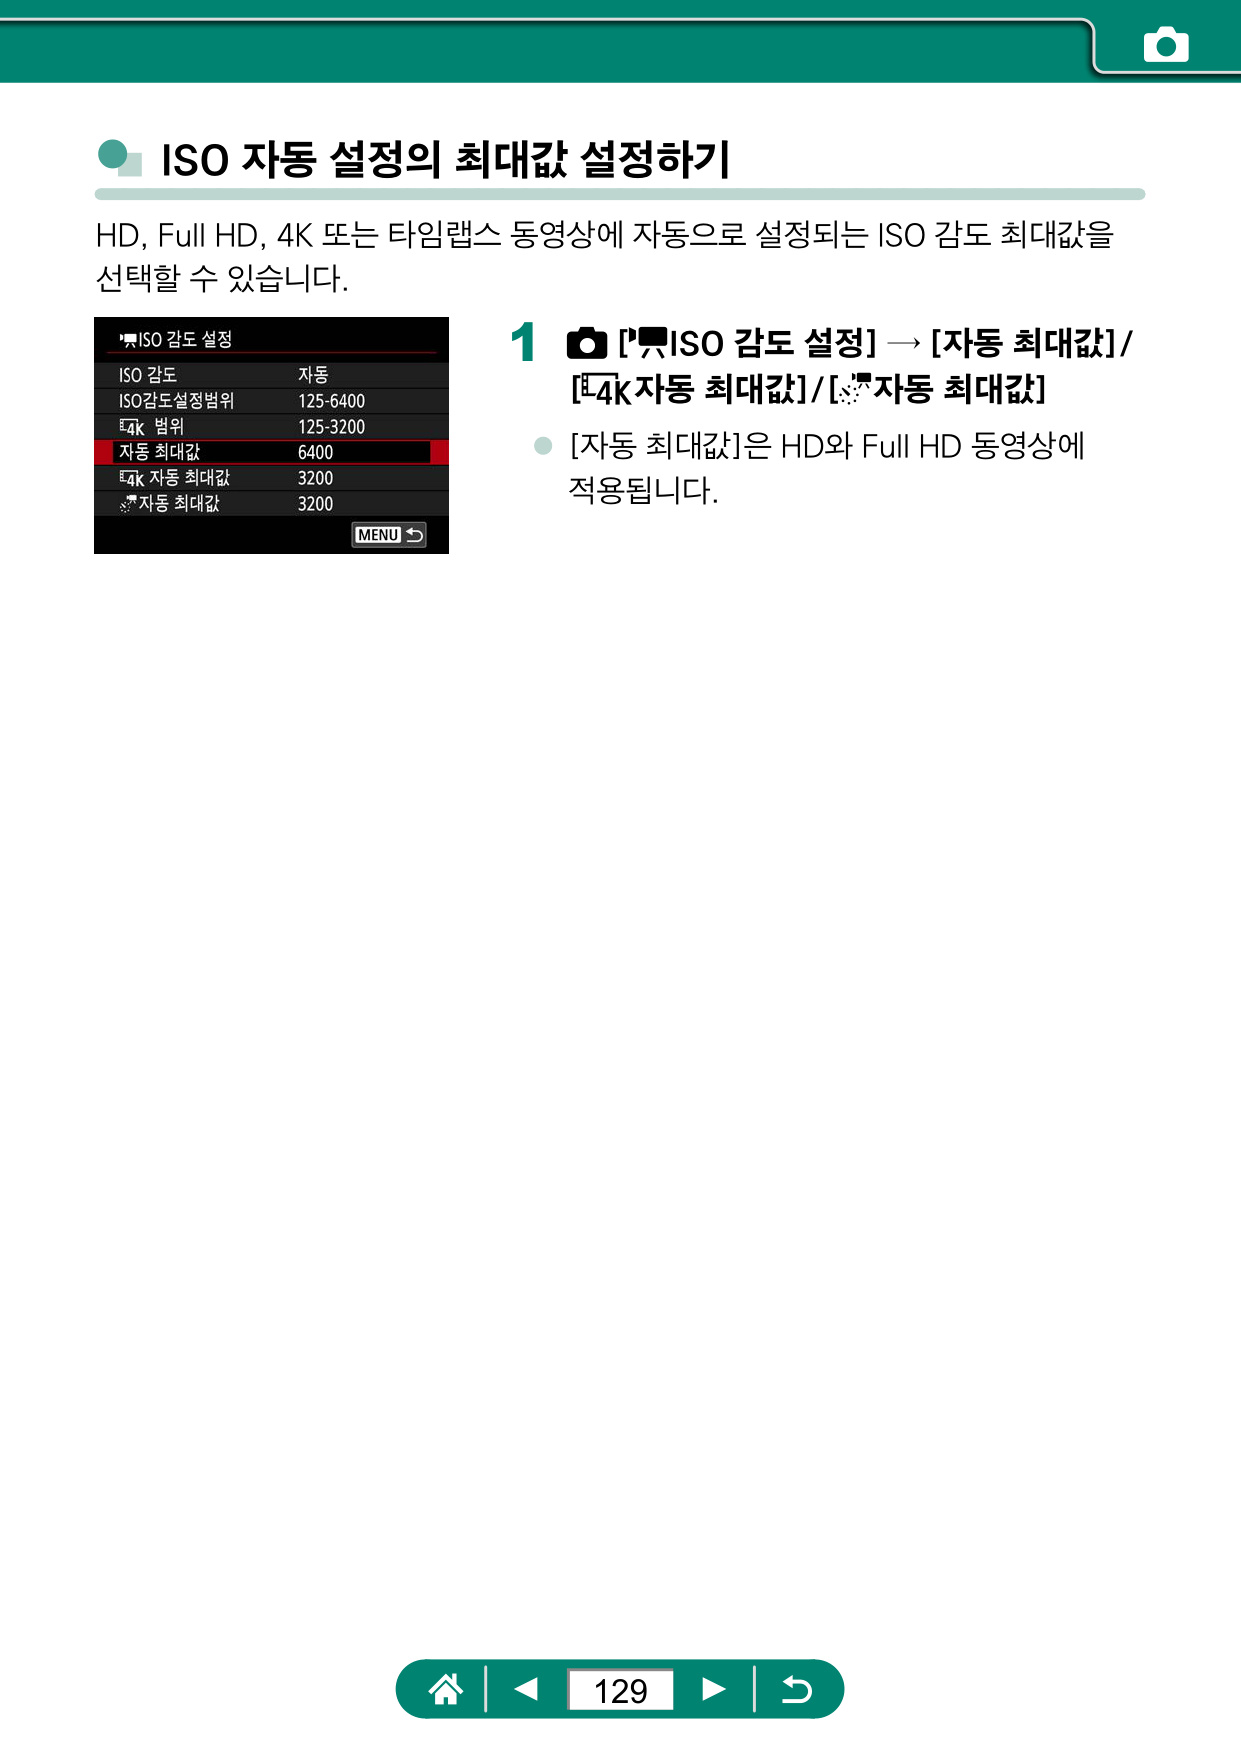 ISO 자동 설정의 최대값 설정하기
HD, Full HD, 4K 또는 타임랩스 동영상에 자동으로 설정되는 ISO 감도 최대값을
선택할 수 있습니다.
ISO 감도 설정
ISO 감도 자동
ISO감도설정범위 125-6400
4K 범위 125-3200
자동 최대값 6400
4K 자동 최대값 3200
자동 최대값 3200
MENU
1 [ISO 감도 설정] → [자동 최대값]/
[4K자동 최대값]/[자동 최대값]
[자동 최대값]은 HD와 Full HD 동영상에
적용됩니다.
129